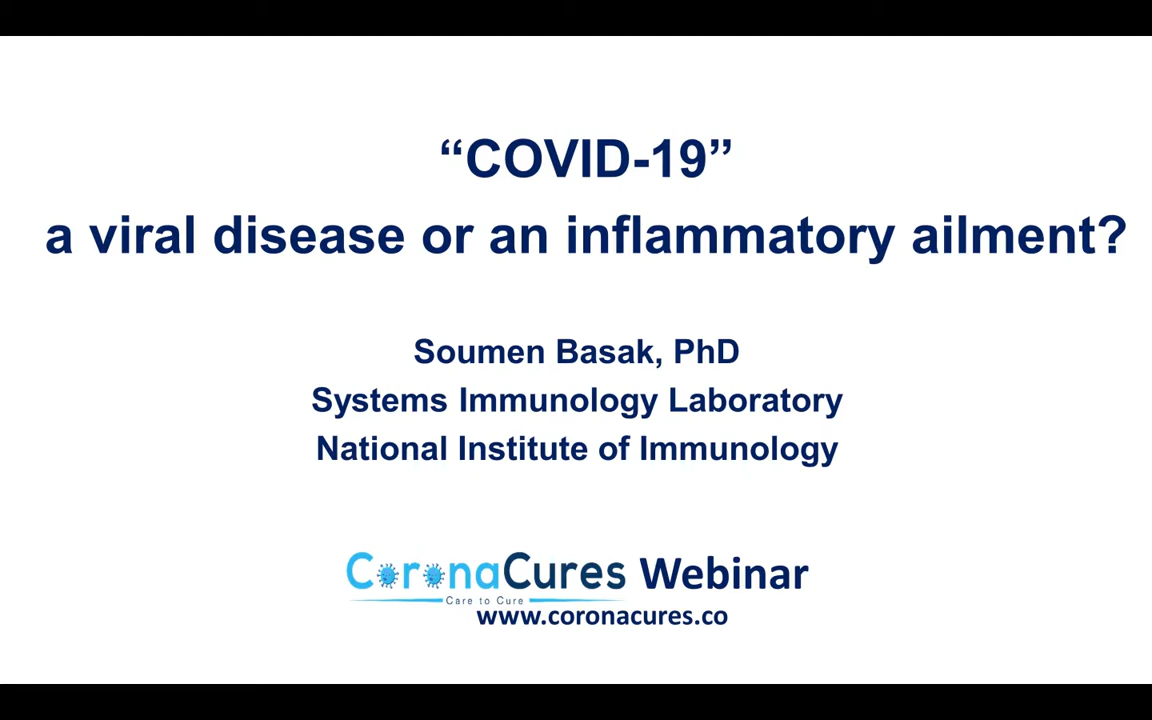 “COVID-19”
a viral disease or an inflammatory ailment?
Soumen Basak, PhD
Systems Immunology Laboratory
National Institute of Immunology
CoronaCures Webinar
Care to Cure
www.coronacures.co